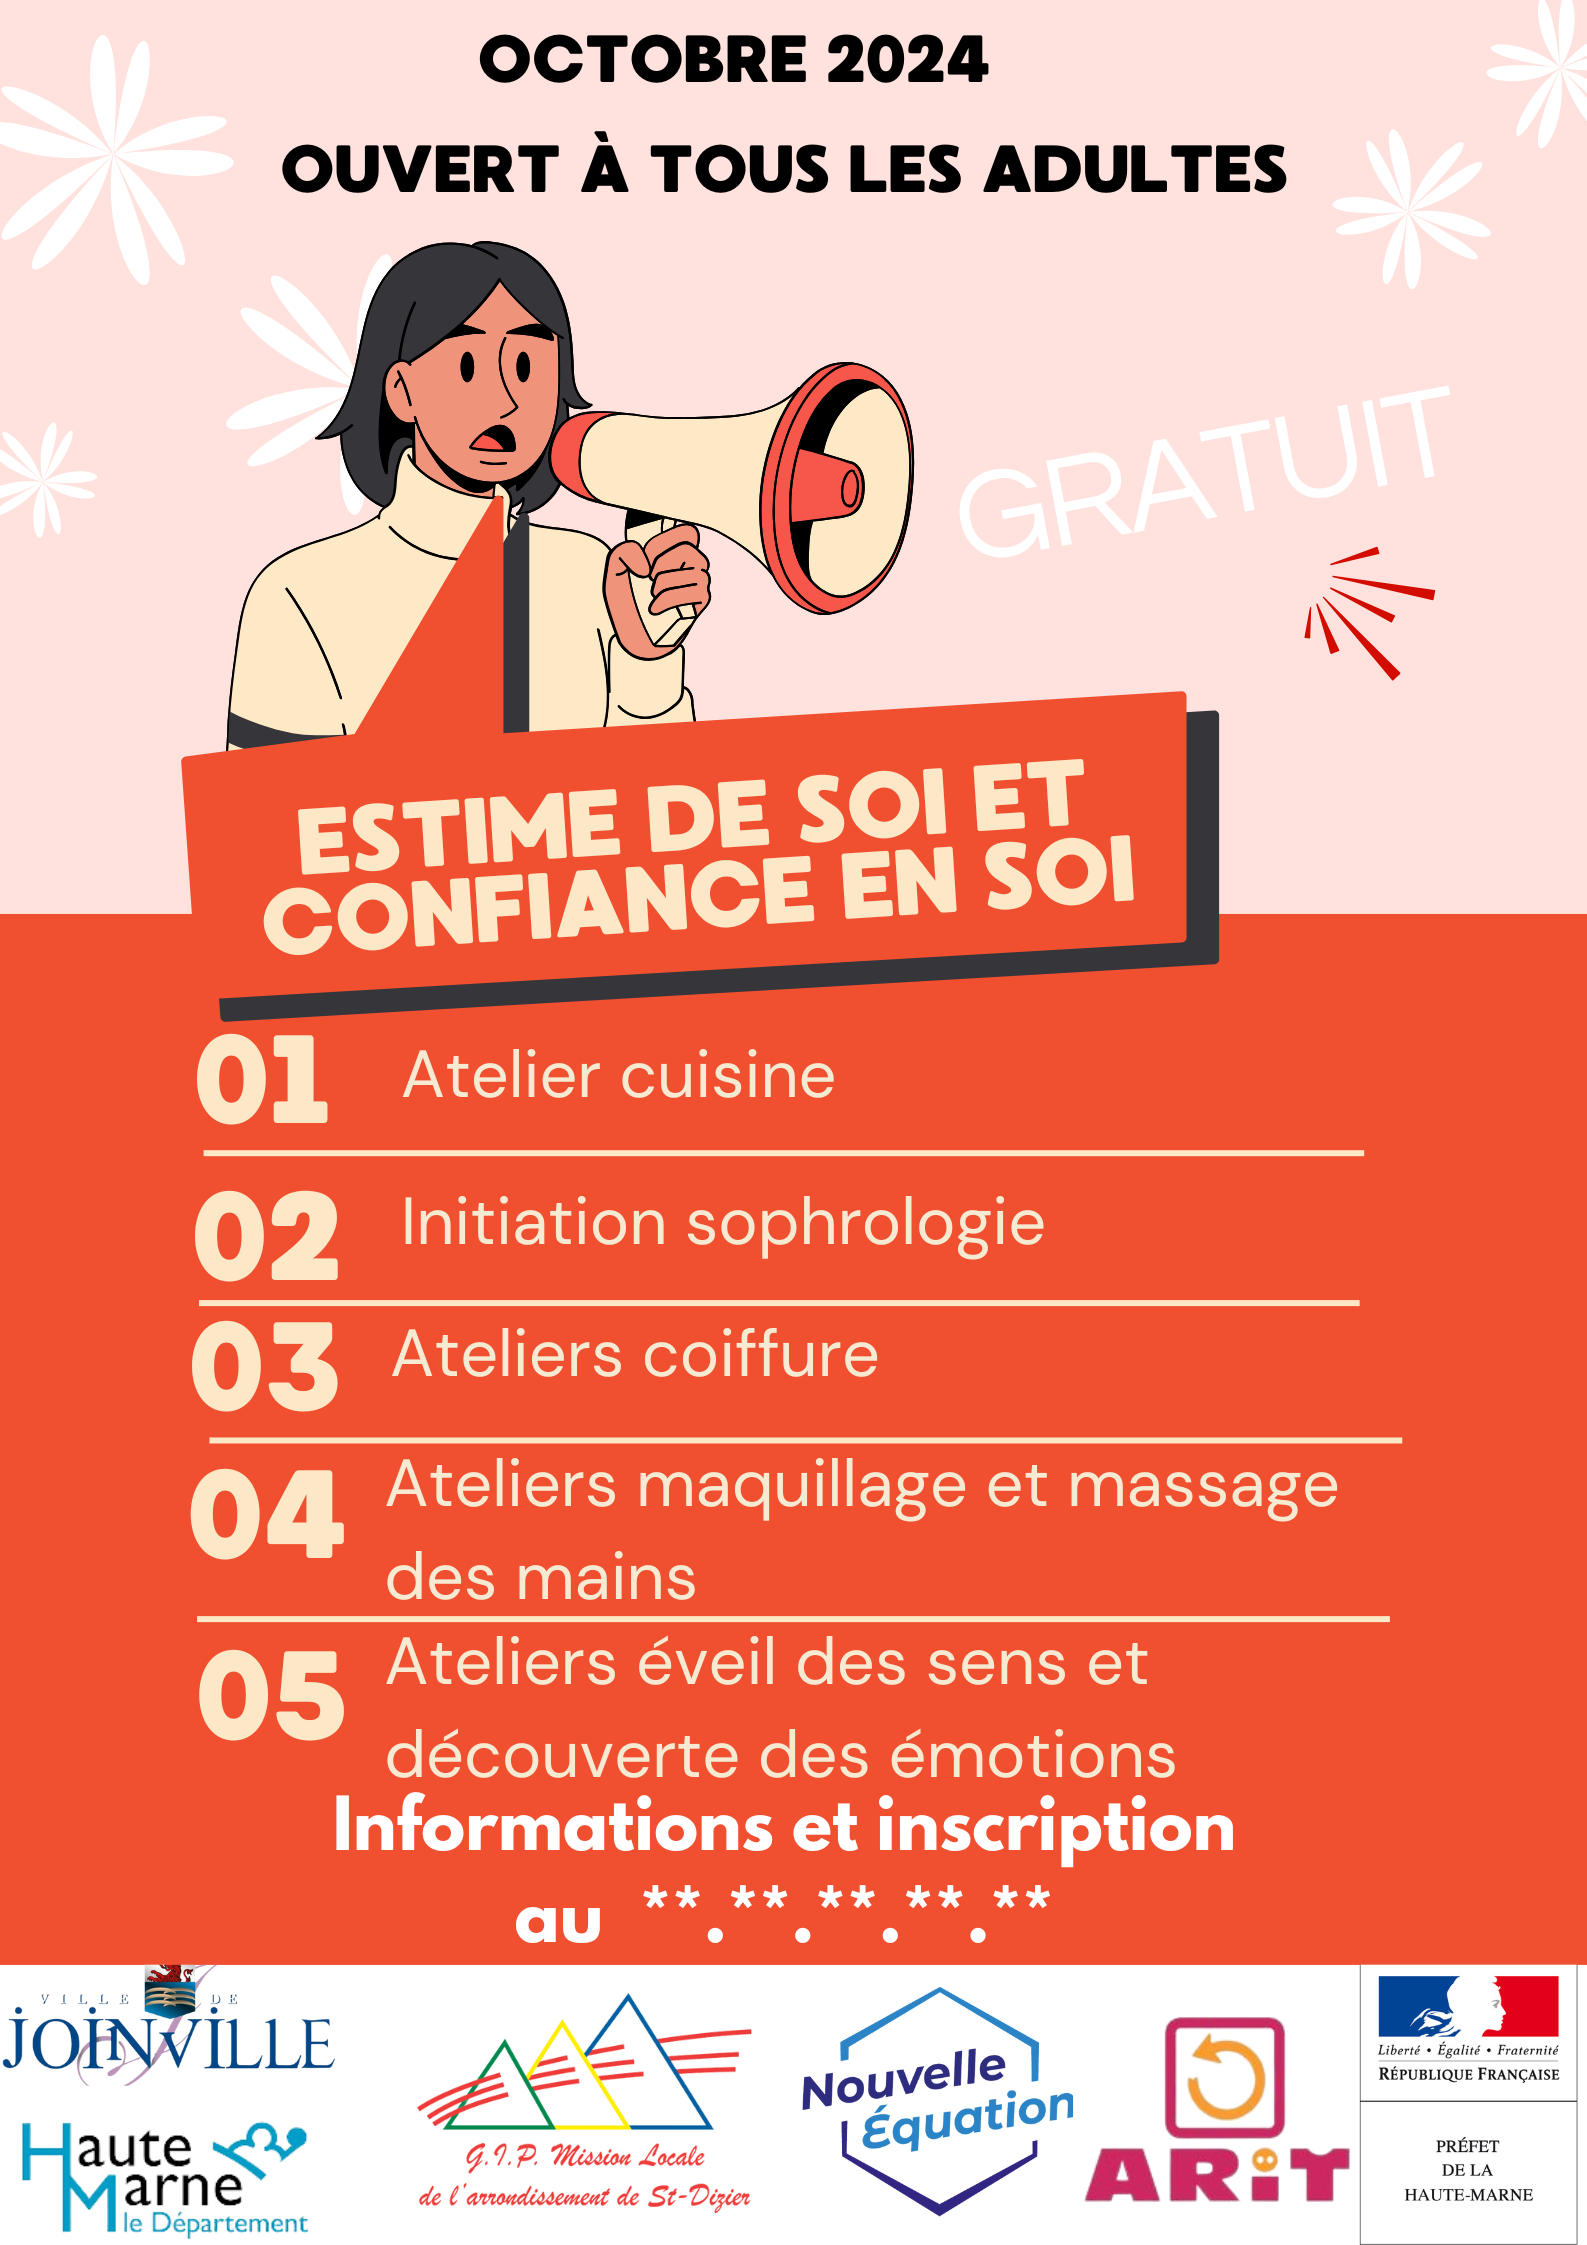 OCTOBRE 2024
OUVERT À TOUS LES ADULTES
GRATUIT
ESTIME DE SOI ET
CONFIANCE EN SOI
01 Atelier cuisine
02 Initiation sophrologie
03 Ateliers coiffure
04 Ateliers maquillage et massage
des mains
05 Ateliers éveil des sens et
découverte des émotions
Informations et inscription
au **.**.**.**.**
VILLE DE
JOINVILLE
Haute
Marne
le Département
G.I.P. Mission Locale
de l'arrondissement de St-Dizier
Nouvelle
Équation
ARiT
Liberté • Égalité • Fraternité
RÉPUBLIQUE FRANÇAISE
PRÉFET
DE LA
HAUTE-MARNE